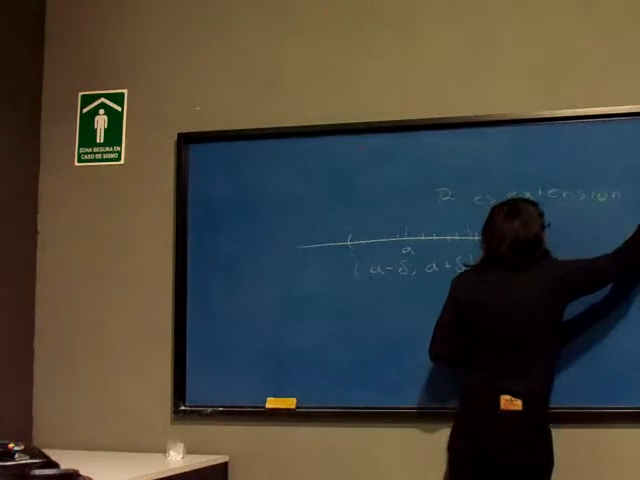 ZONA SEGURA EN
CASO DE SISMO
ℝ es extensión
a
(a-δ, a+δ)